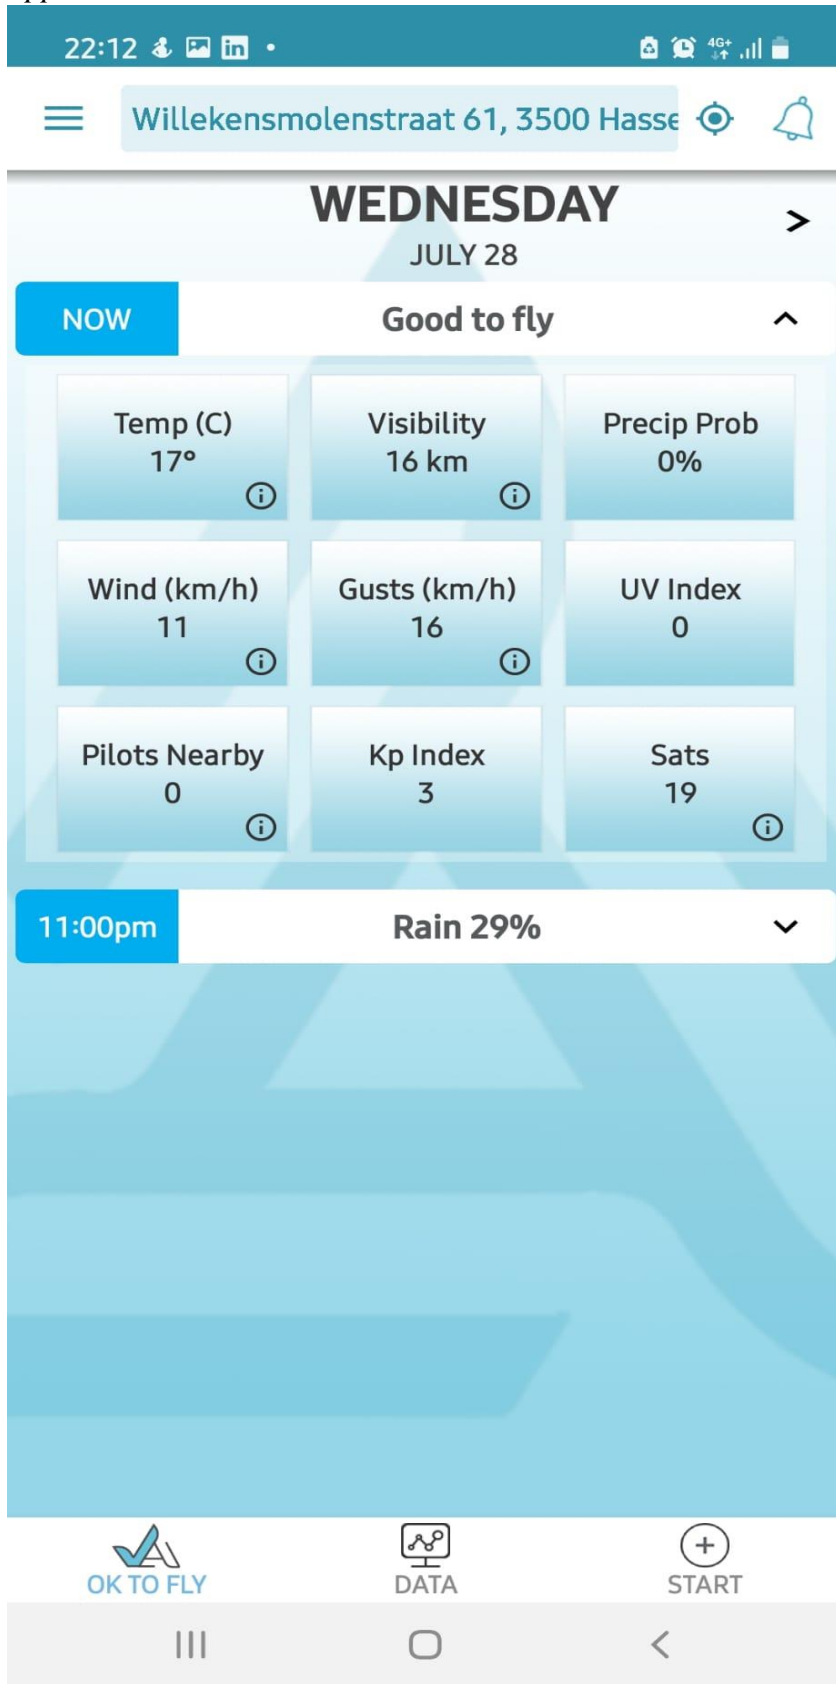 22:12
in
4G+
Willekensmolenstraat 61, 3500 Hasse
WEDNESDAY
>
JULY 28
NOW
Good to fly
Temp (C)
17°
Visibility
16 km
Precip Prob
0%
Wind (km/h)
11
Gusts (km/h)
16
UV Index
0
Pilots Nearby
0
Kp Index
3
Sats
19
11:00pm
Rain 29%
OK TO FLY
DATA
START